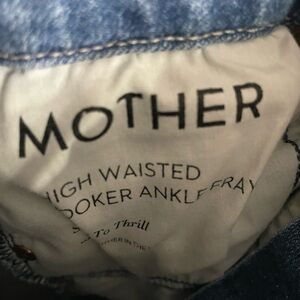 MOTHER
HIGH WAISTED
OOKER ANKLE FRAY
To Thrill